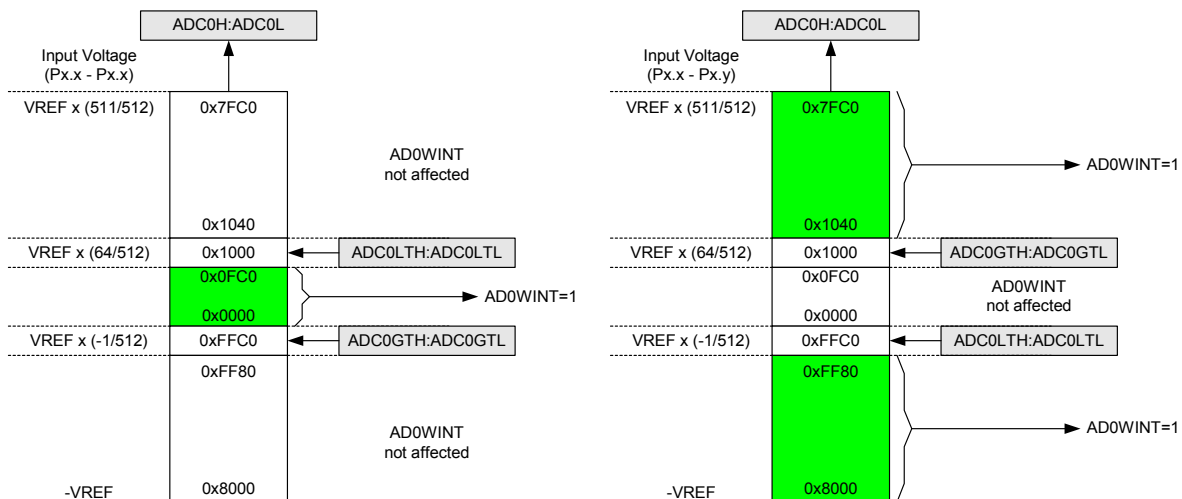 ADC0H:ADC0L
Input Voltage
(Px.x - Px.x)
VREF x (511/512)
0x7FC0
AD0WINT
not affected
0x1040
VREF x (64/512)
0x1000
ADC0LTH:ADC0LTL
0x0FC0
AD0WINT=1
0x0000
VREF x (-1/512)
0xFFC0
ADC0GTH:ADC0GTL
0xFF80
AD0WINT
not affected
-VREF
0x8000
ADC0H:ADC0L
Input Voltage
(Px.x - Px.y)
VREF x (511/512)
0x7FC0
AD0WINT=1
0x1040
VREF x (64/512)
0x1000
ADC0GTH:ADC0GTL
0x0FC0
AD0WINT
not affected
0x0000
VREF x (-1/512)
0xFFC0
ADC0LTH:ADC0LTL
0xFF80
AD0WINT=1
-VREF
0x8000